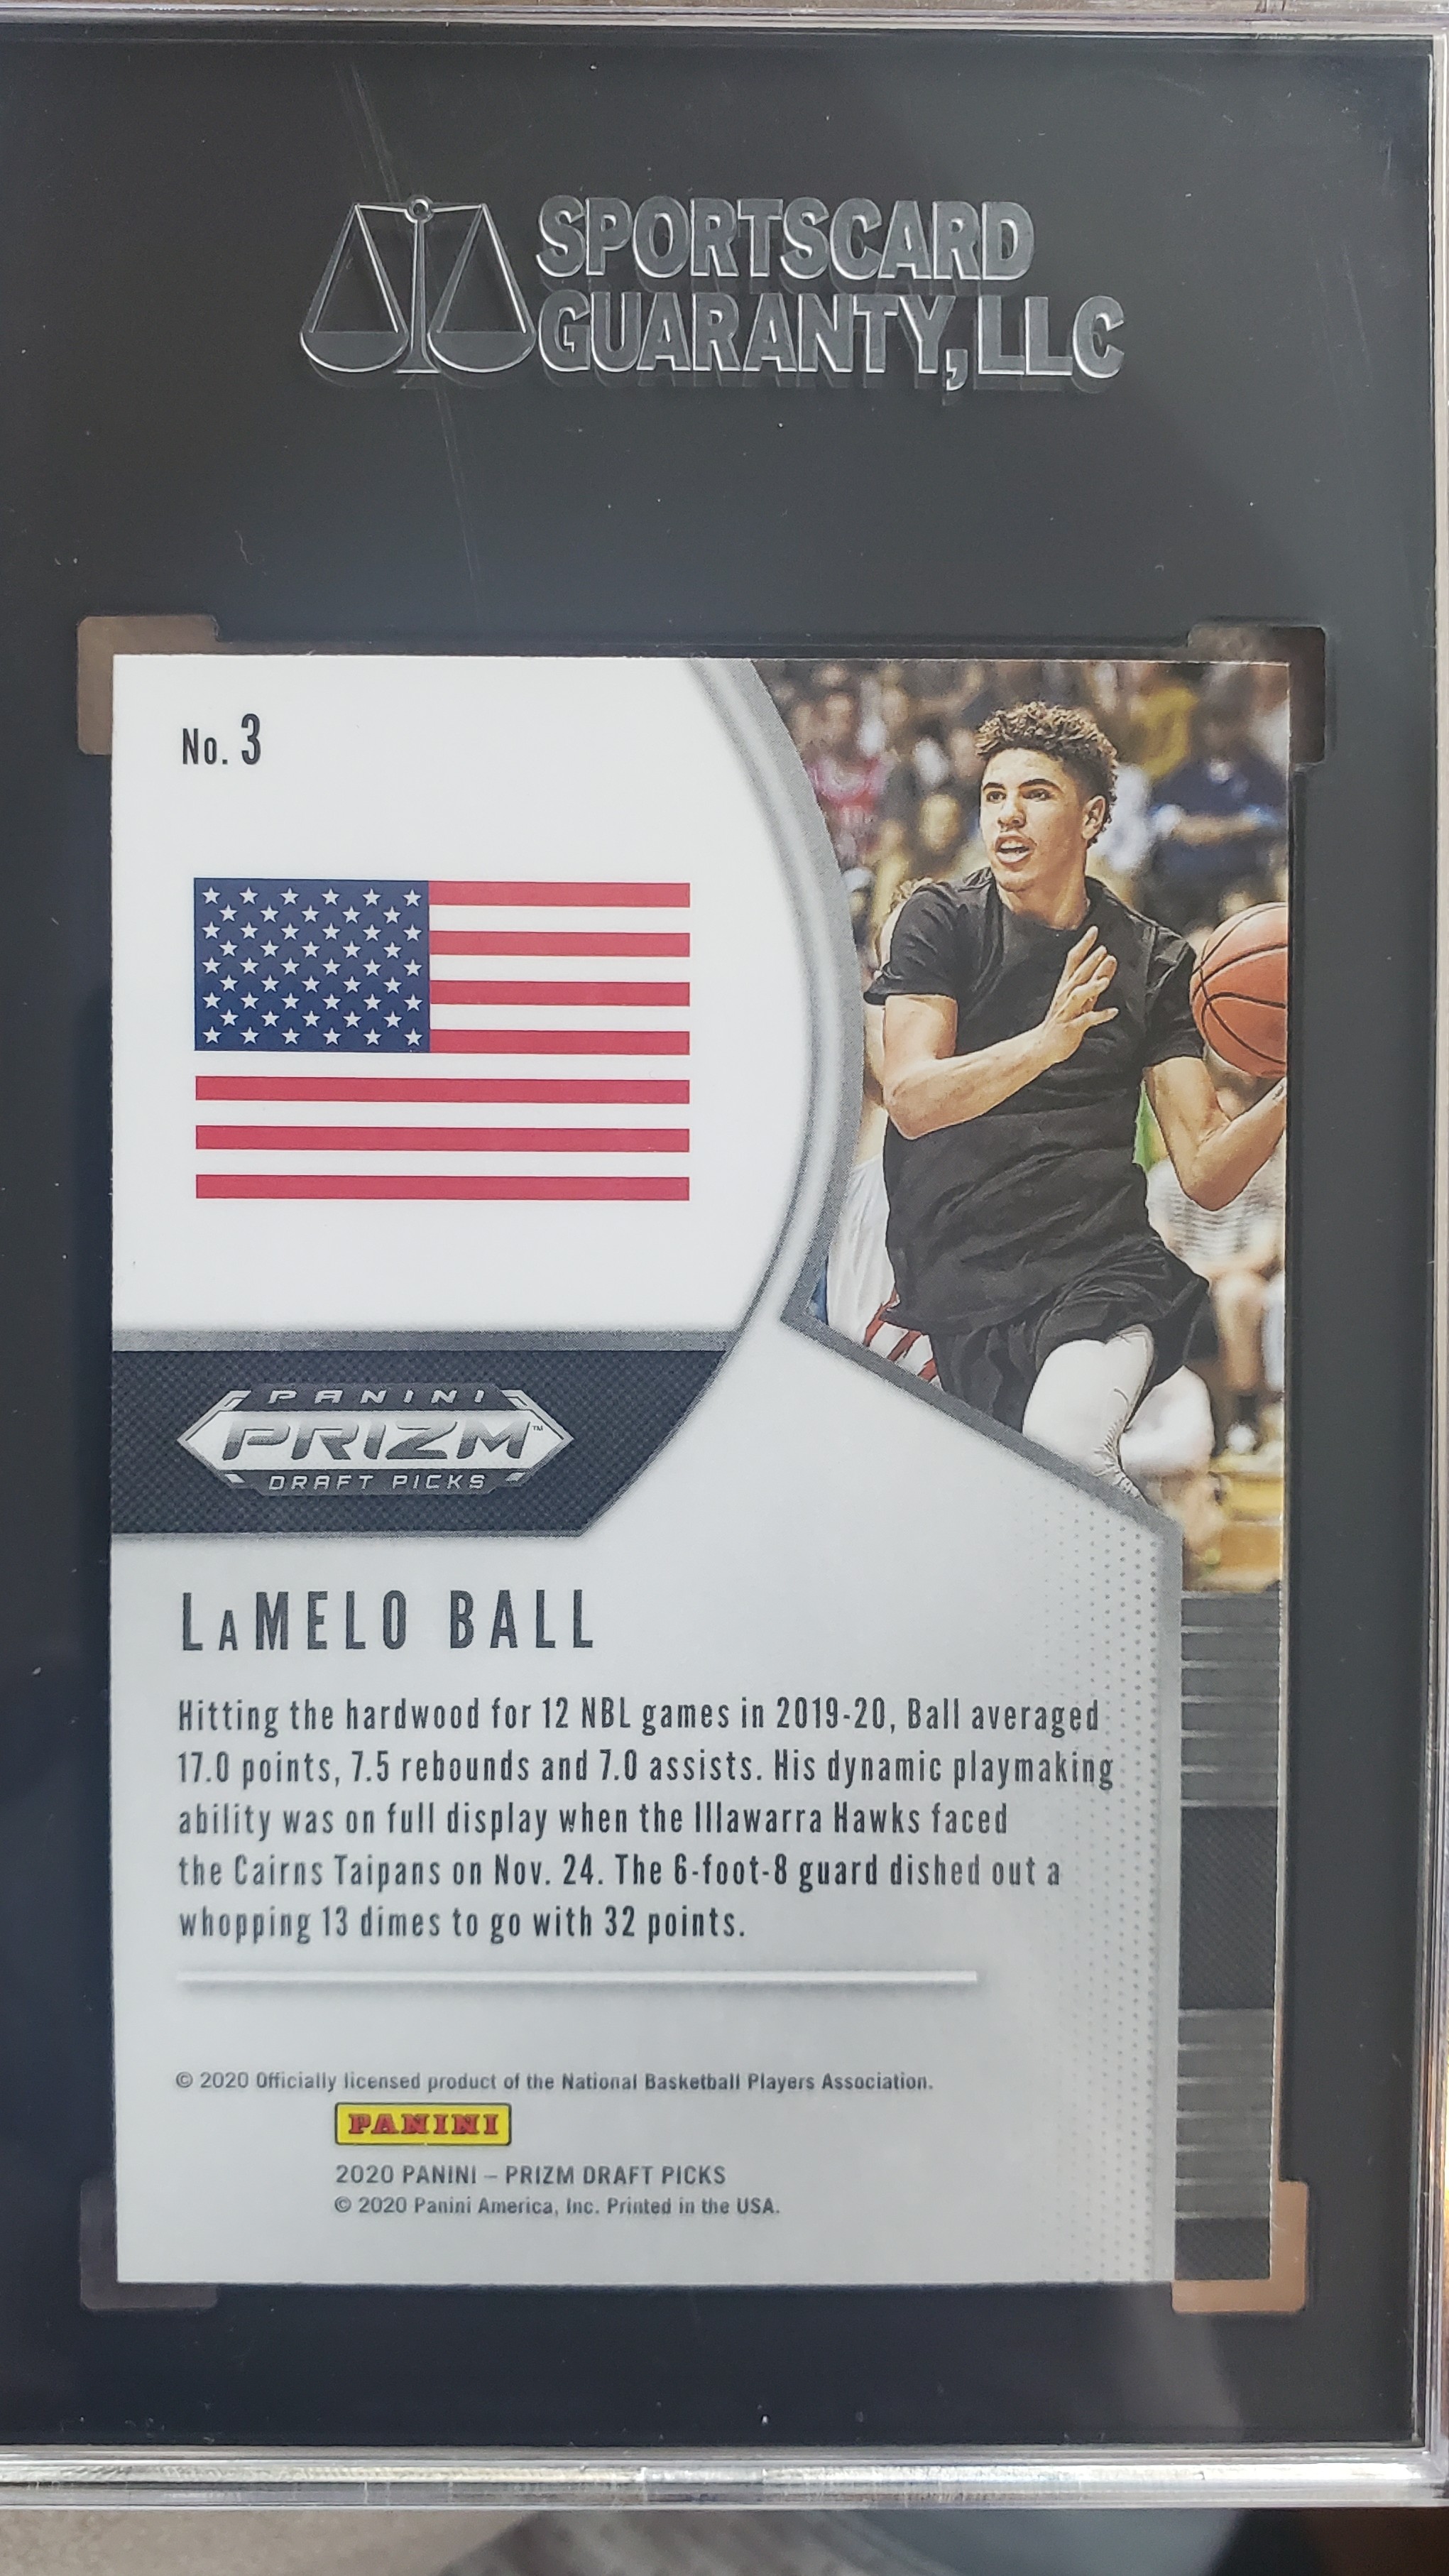 SPORTSCARD
GUARANTY, LLC
No. 3
PANINI
PRIZM™
DRAFT PICKS
LaMELO BALL
Hitting the hardwood for 12 NBL games in 2019-20, Ball averaged
17.0 points, 7.5 rebounds and 7.0 assists. His dynamic playmaking
ability was on full display when the Illawarra Hawks faced
the Cairns Taipans on Nov. 24. The 6-foot-8 guard dished out a
whopping 13 dimes to go with 32 points.
© 2020 Officially licensed product of the National Basketball Players Association.
PANINI
2020 PANINI – PRIZM DRAFT PICKS
© 2020 Panini America, Inc. Printed in the USA.